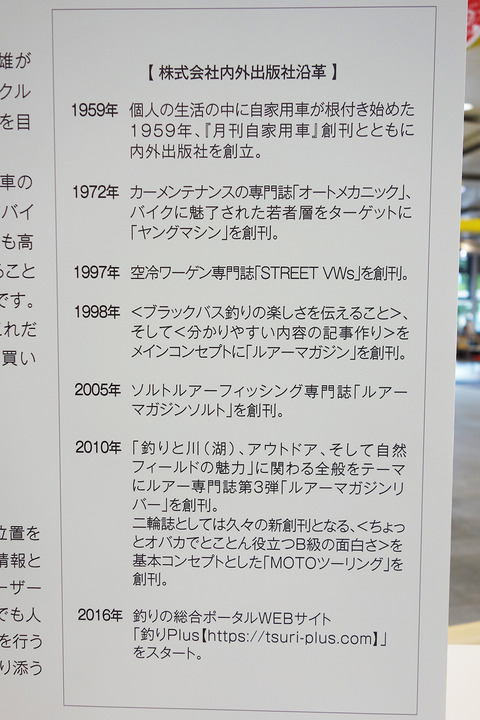 雄が
クル
を目
車の
バイ
も高
ること
です。
これだ
買い
位置を
情報と
ーザー
でも人
を行う
り添う
【 株式会社内外出版社沿革 】
1959年 個人の生活の中に自家用車が根付き始めた
1959年、『月刊自家用車』創刊とともに
内外出版社を創立。
1972年 カーメンテナンスの専門誌「オートメカニック」、
バイクに魅了された若者層をターゲットに
「ヤングマシン」を創刊。
1997年 空冷ワーゲン専門誌「STREET VWs」を創刊。
1998年 <ブラックバス釣りの楽しさを伝えること>、
そして<分かりやすい内容の記事作り>を
メインコンセプトに「ルアーマガジン」を創刊。
2005年 ソルトルアーフィッシング専門誌「ルアー
マガジンソルト」を創刊。
2010年 「釣りと川（湖）、アウトドア、そして自然
フィールドの魅力」に関わる全般をテーマ
にルアー専門誌第3弾「ルアーマガジンリ
バー」を創刊。
二輪誌としては久々の新創刊となる、<ちょっ
とオバカでとことん役立つB級の面白さ>を
基本コンセプトとした「MOTOツーリング」を
創刊。
2016年 釣りの総合ポータルWEBサイト
「釣りPlus【https://tsuri-plus.com】」
をスタート。